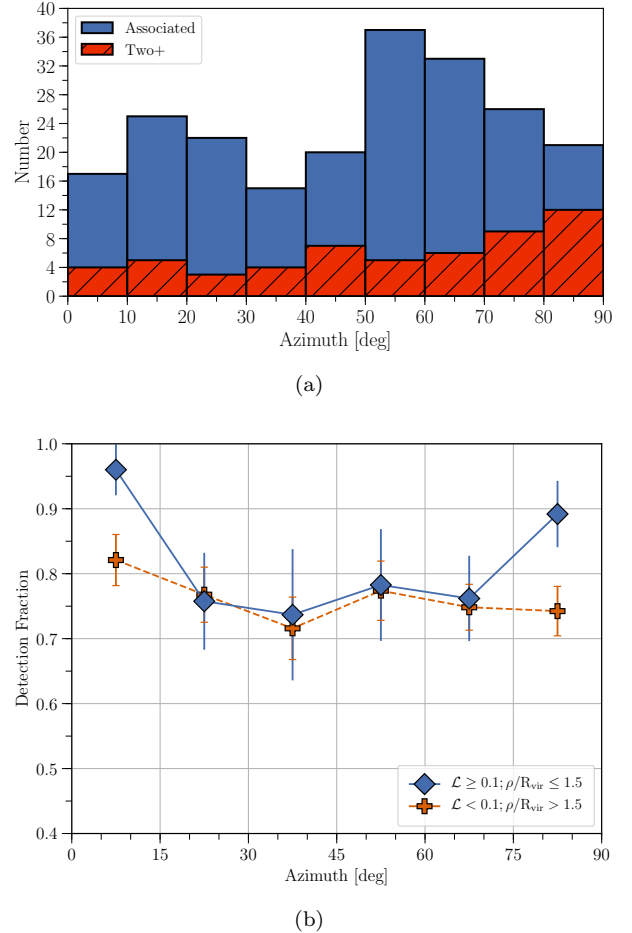 40
36
32
28
24
20
16
12
8
4
0
Number
Associated
Two+
0 10 20 30 40 50 60 70 80 90
Azimuth [deg]
(a)
1.0
0.9
0.8
0.7
0.6
0.5
0.4
Detection Fraction
ℒ ≥ 0.1; ρ/R_vir ≤ 1.5
ℒ < 0.1; ρ/R_vir > 1.5
0 15 30 45 60 75 90
Azimuth [deg]
(b)